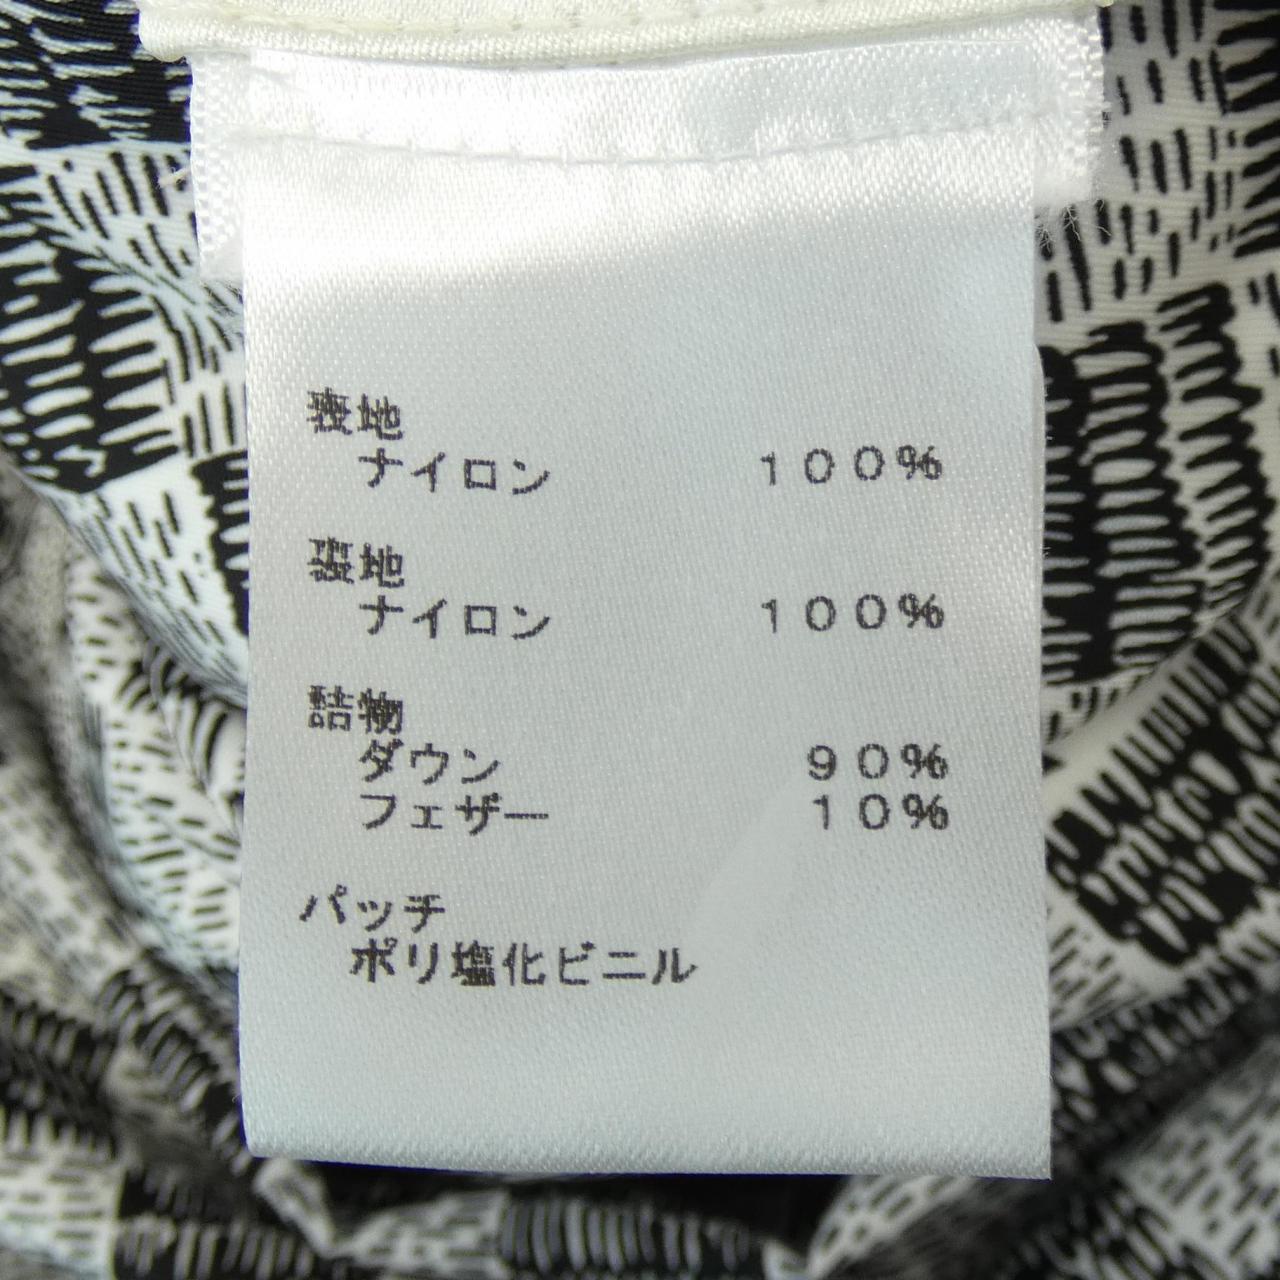 表地
ナイロン 100%
裏地
ナイロン 100%
詰物
ダウン 90%
フェザー 10%
パッチ
ポリ塩化ビニル